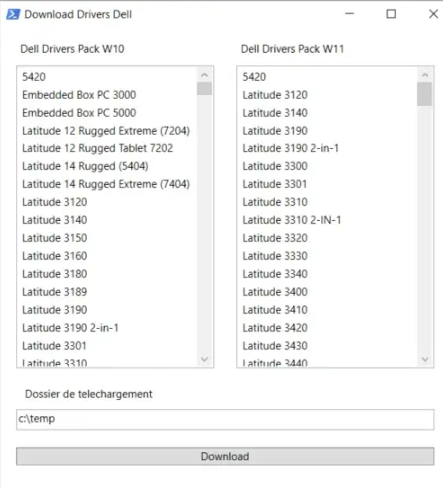 Download Drivers Dell
Dell Drivers Pack W10
5420
Embedded Box PC 3000
Embedded Box PC 5000
Latitude 12 Rugged Extreme (7204)
Latitude 12 Rugged Tablet 7202
Latitude 14 Rugged (5404)
Latitude 14 Rugged Extreme (7404)
Latitude 3120
Latitude 3140
Latitude 3150
Latitude 3160
Latitude 3180
Latitude 3189
Latitude 3190
Latitude 3190 2-in-1
Latitude 3301
Latitude 3310
Dell Drivers Pack W11
5420
Latitude 3120
Latitude 3140
Latitude 3190
Latitude 3190 2-in-1
Latitude 3300
Latitude 3301
Latitude 3310
Latitude 3310 2-IN-1
Latitude 3320
Latitude 3330
Latitude 3340
Latitude 3400
Latitude 3410
Latitude 3420
Latitude 3430
Latitude 3440
Dossier de telechargement
c:\temp
Download